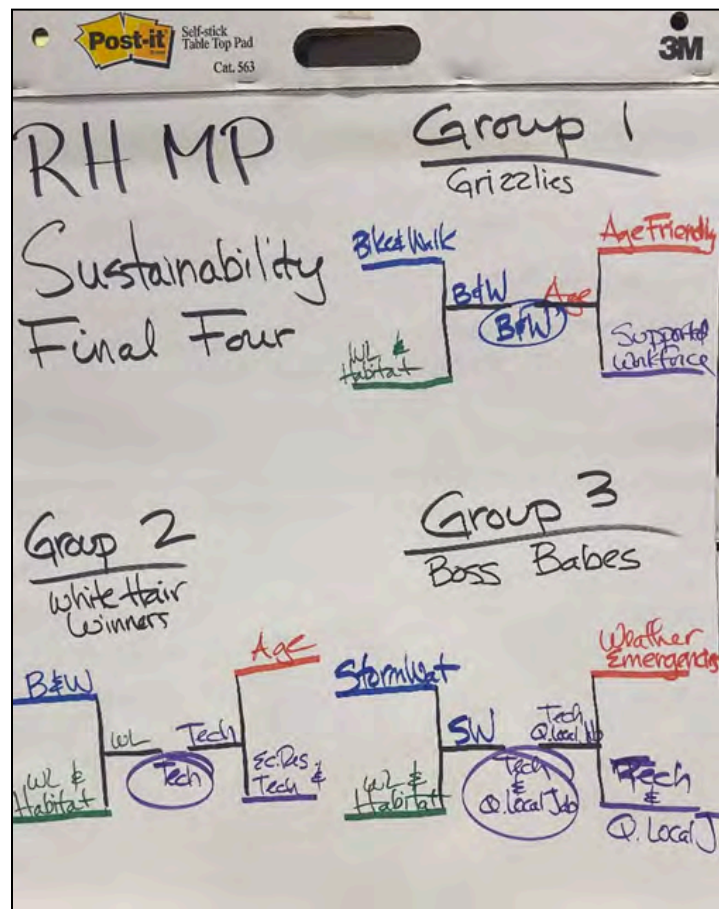 Post-it
Self-stick
Table Top Pad
Cat. 563
3M
RH MP
Sustainability
Final Four
Group 1
Grizzlies
Bike & Walk
WL &
Habitat
B&W
B&W
Age
Age Friendly
Support of
Workforce
Group 2
White Hair
Winners
B&W
WL &
Habitat
WL
Tech
Tech
Age
Ec. Des
Tech &
Group 3
Boss Babes
StormWat
WL &
Habitat
SW
Tech
&
Q. Local Job
Tech
Q. Local Job
Weather
Emergencies
Tech
&
Q. Local J